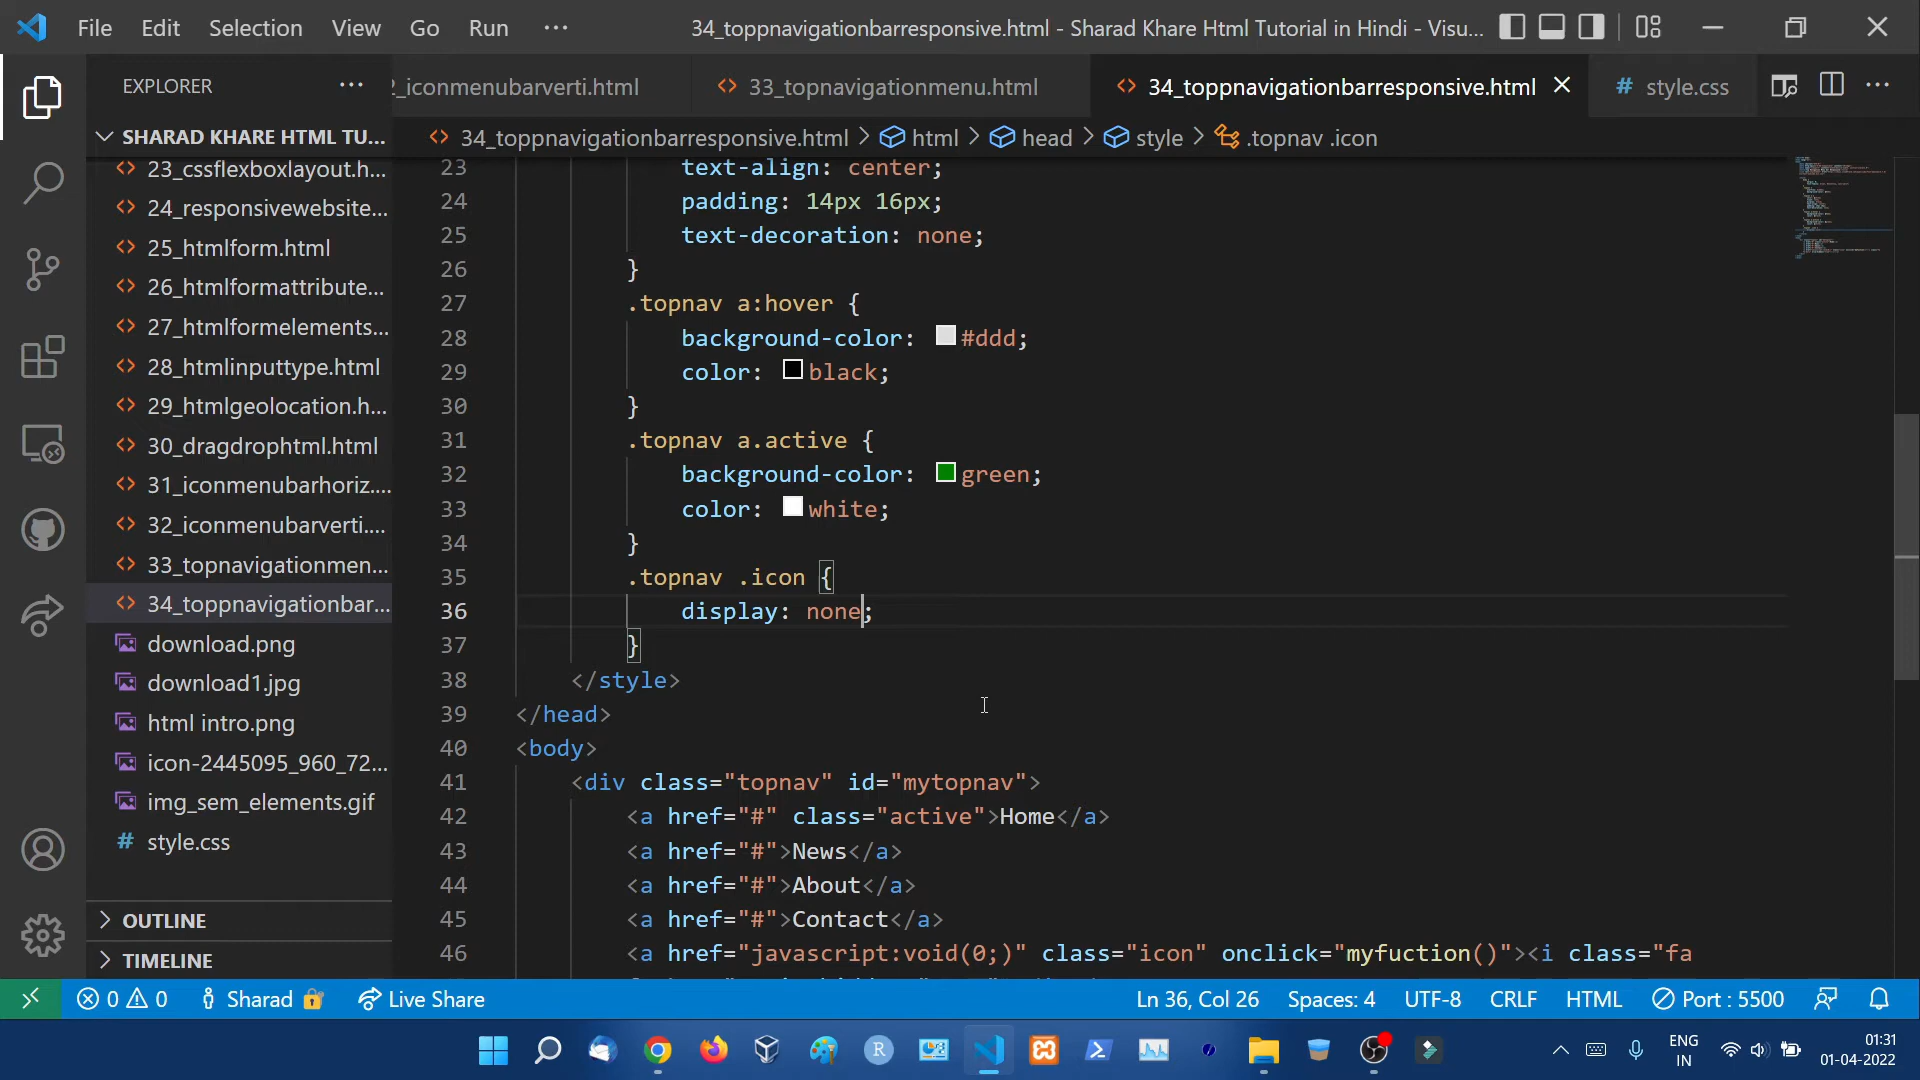 File Edit Selection View Go Run ···
34_toppnavigationbarresponsive.html - Sharad Khare Html Tutorial in Hindi - Visu...
EXPLORER ···
2_iconmenubarverti.html
33_topnavigationmenu.html
34_toppnavigationbarresponsive.html
# style.css
34_toppnavigationbarresponsive.html > html > head > style > .topnav .icon
SHARAD KHARE HTML TU...
23_cssflexboxlayout.h...
24_responsivewebsite...
25_htmlform.html
26_htmlformattribute...
27_htmlformelements...
28_htmlinputtype.html
29_htmlgeolocation.h...
30_dragdrophtml.html
31_iconmenubarhoriz....
32_iconmenubarverti....
33_topnavigationmen...
34_toppnavigationbar...
download.png
download1.jpg
html intro.png
icon-2445095_960_72...
img_sem_elements.gif
# style.css
OUTLINE
TIMELINE
23 text-align: center;
24 padding: 14px 16px;
25 text-decoration: none;
26 }
27 .topnav a:hover {
28 background-color: #ddd;
29 color: black;
30 }
31 .topnav a.active {
32 background-color: green;
33 color: white;
34 }
35 .topnav .icon {
36 display: none;
37 }
38 </style>
39 </head>
40 <body>
41 <div class="topnav" id="mytopnav">
42 <a href="#" class="active">Home</a>
43 <a href="#">News</a>
44 <a href="#">About</a>
45 <a href="#">Contact</a>
46 <a href="javascript:void(0;)" class="icon" onclick="myfuction()"><i class="fa
0 0 Sharad Live Share
Ln 36, Col 26 Spaces: 4 UTF-8 CRLF HTML Port : 5500
R
ENG
IN
01:31
01-04-2022